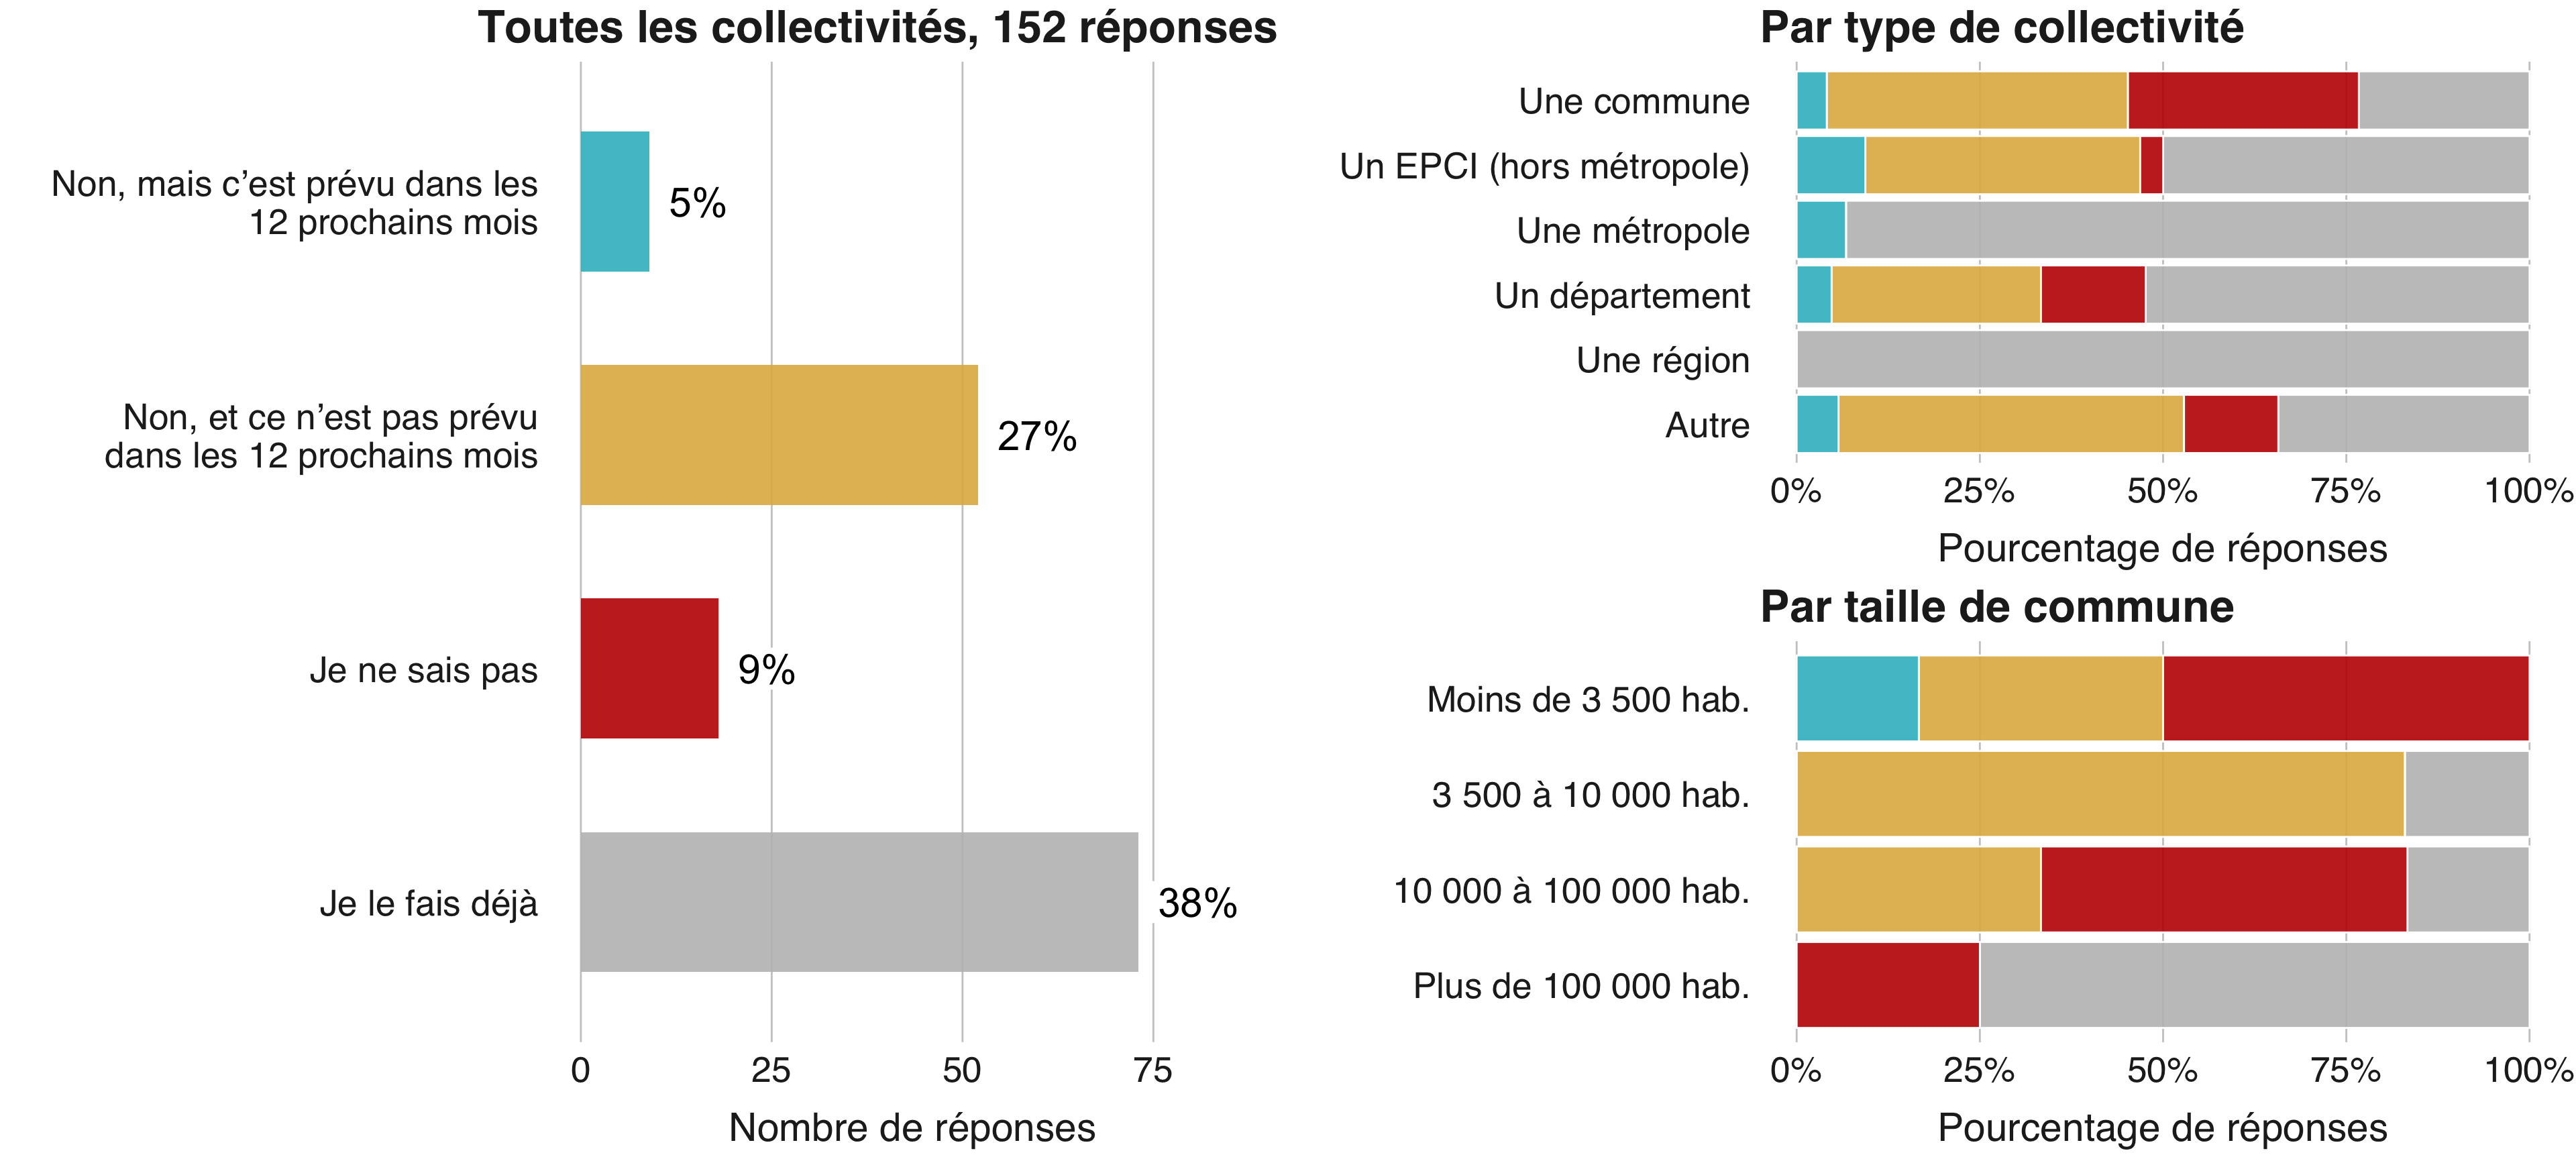 Toutes les collectivités, 152 réponses
Non, mais c’est prévu dans les
12 prochains mois
5%
Non, et ce n’est pas prévu
dans les 12 prochains mois
27%
Je ne sais pas
9%
Je le fais déjà
38%
0 25 50 75
Nombre de réponses
Par type de collectivité
Une commune
Un EPCI (hors métropole)
Une métropole
Un département
Une région
Autre
0% 25% 50% 75% 100%
Pourcentage de réponses
Par taille de commune
Moins de 3 500 hab.
3 500 à 10 000 hab.
10 000 à 100 000 hab.
Plus de 100 000 hab.
0% 25% 50% 75% 100%
Pourcentage de réponses